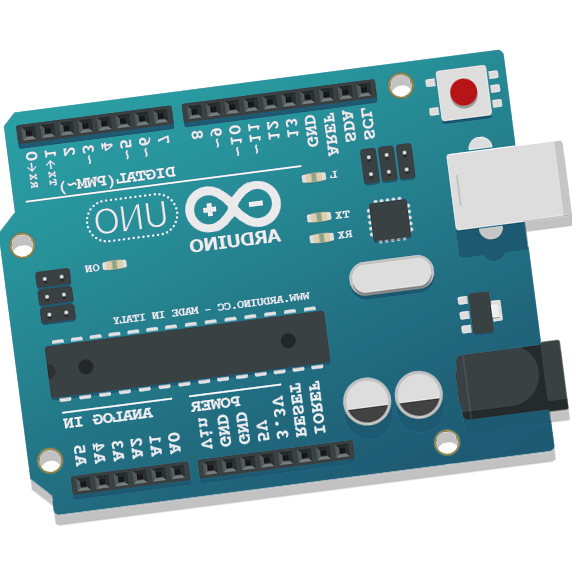 RX←0
TX→1
2
~3
4
~5
~6
7
8
~9
~10
~11
12
13
GND
AREF
SDA
SCL
DIGITAL (PWM~)
L
UNO
TX
RX
ARDUINO
ON
WWW.ARDUINO.CC - MADE IN ITALY
ANALOG IN
POWER
A5
A4
A3
A2
A1
A0
Vin
GND
GND
5V
3.3V
RESET
IOREF